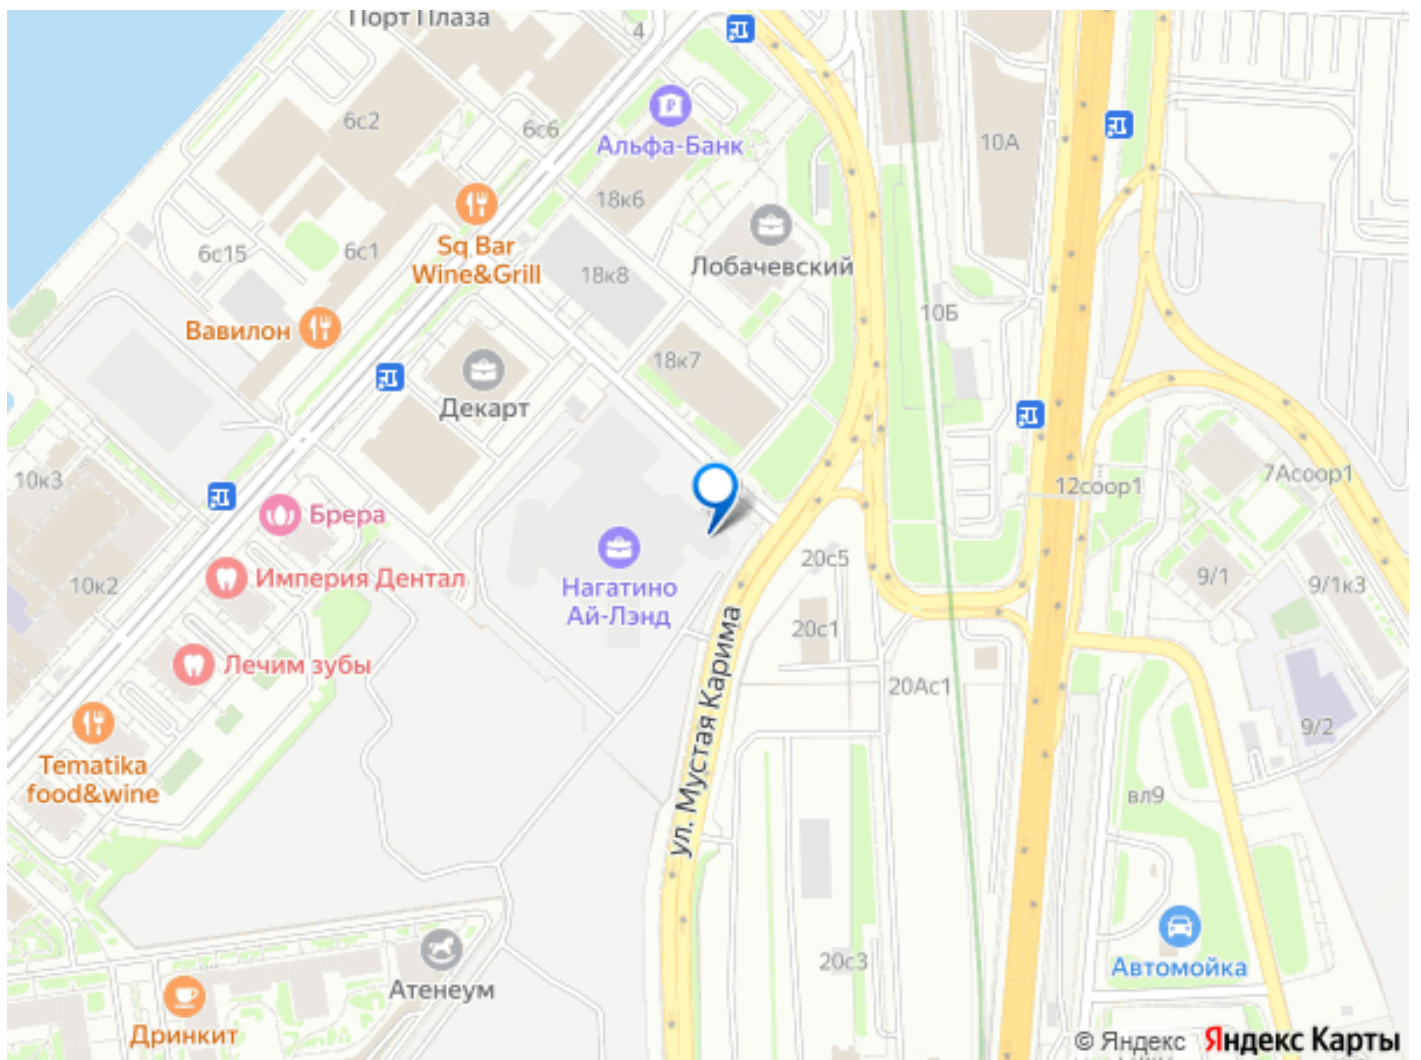 Порт Плаза
4
6с2
6с6
Альфа-Банк
10А
18к6
6с15
6с1
Sq Bar
Wine&Grill
18к8
Лобачевский
10Б
Вавилон
18к7
Декарт
10к3
12соор1
7Асоор1
Брера
10к2
Империя Дентал
Нагатино
Ай-Лэнд
20с5
9/1
9/1к3
20с1
Лечим зубы
20Ас1
ул. Мустая Карима
9/2
Tematika
food&wine
вл9
20с3
Автомойка
Атенеум
Дринкит
© Яндекс Яндекс Карты